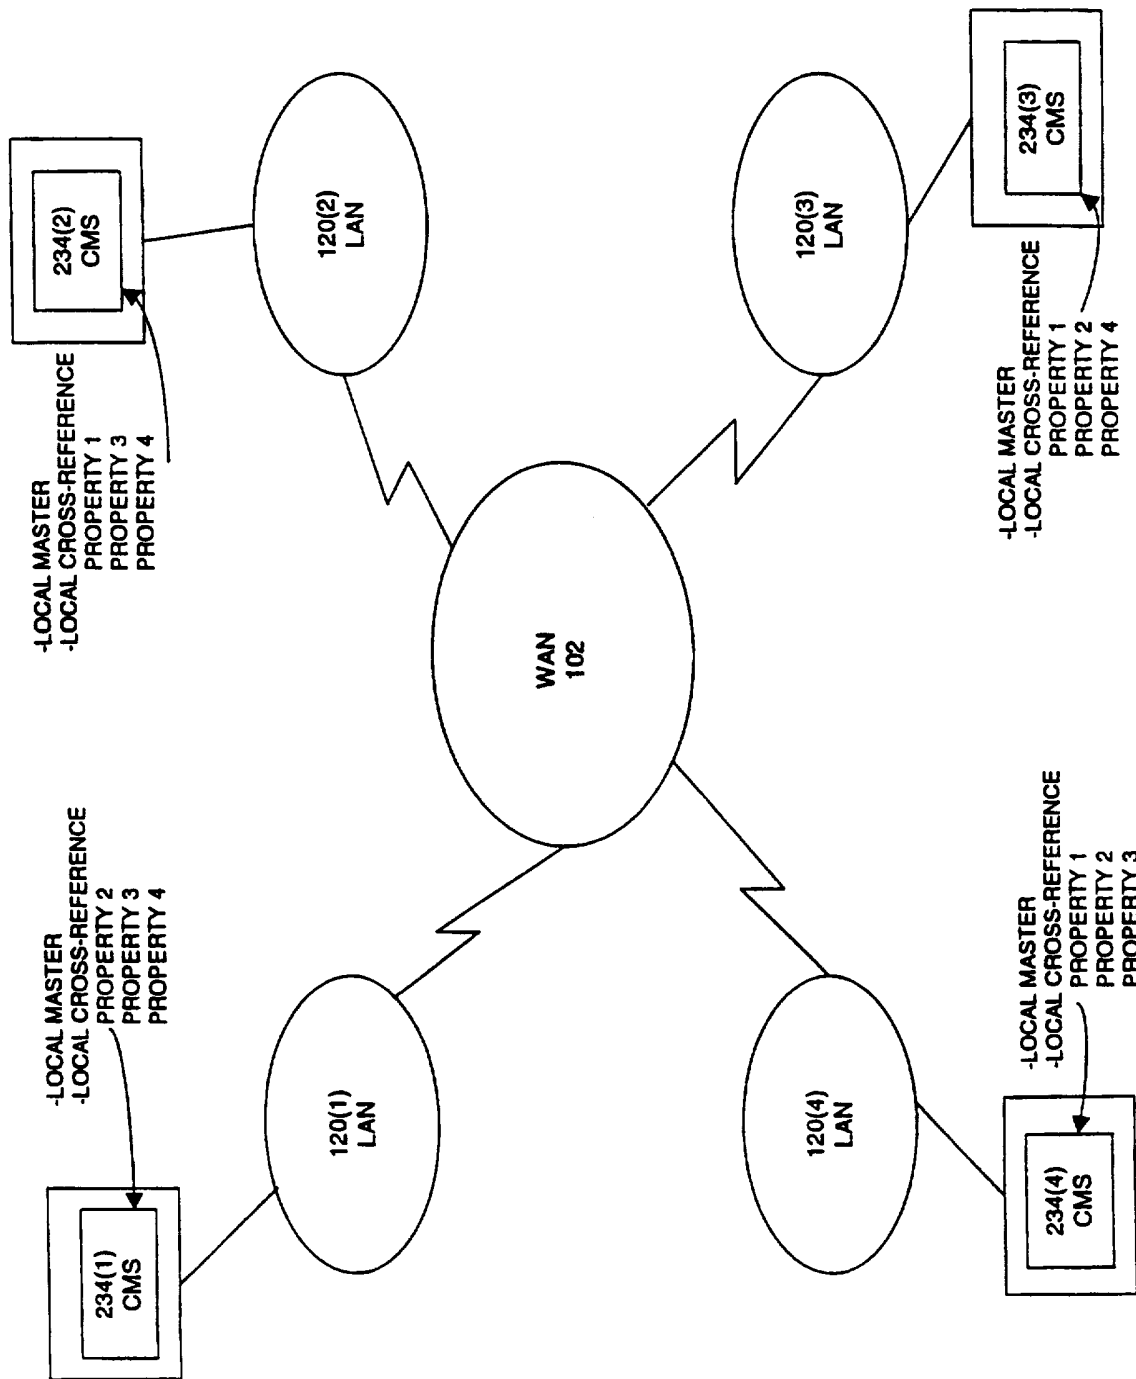 234(1)
CMS
-LOCAL MASTER
-LOCAL CROSS-REFERENCE
PROPERTY 2
PROPERTY 3
PROPERTY 4
234(2)
CMS
-LOCAL MASTER
-LOCAL CROSS-REFERENCE
PROPERTY 1
PROPERTY 3
PROPERTY 4
120(1)
LAN
120(2)
LAN
WAN
102
120(4)
LAN
120(3)
LAN
234(4)
CMS
-LOCAL MASTER
-LOCAL CROSS-REFERENCE
PROPERTY 1
PROPERTY 2
PROPERTY 3
234(3)
CMS
-LOCAL MASTER
-LOCAL CROSS-REFERENCE
PROPERTY 1
PROPERTY 2
PROPERTY 4